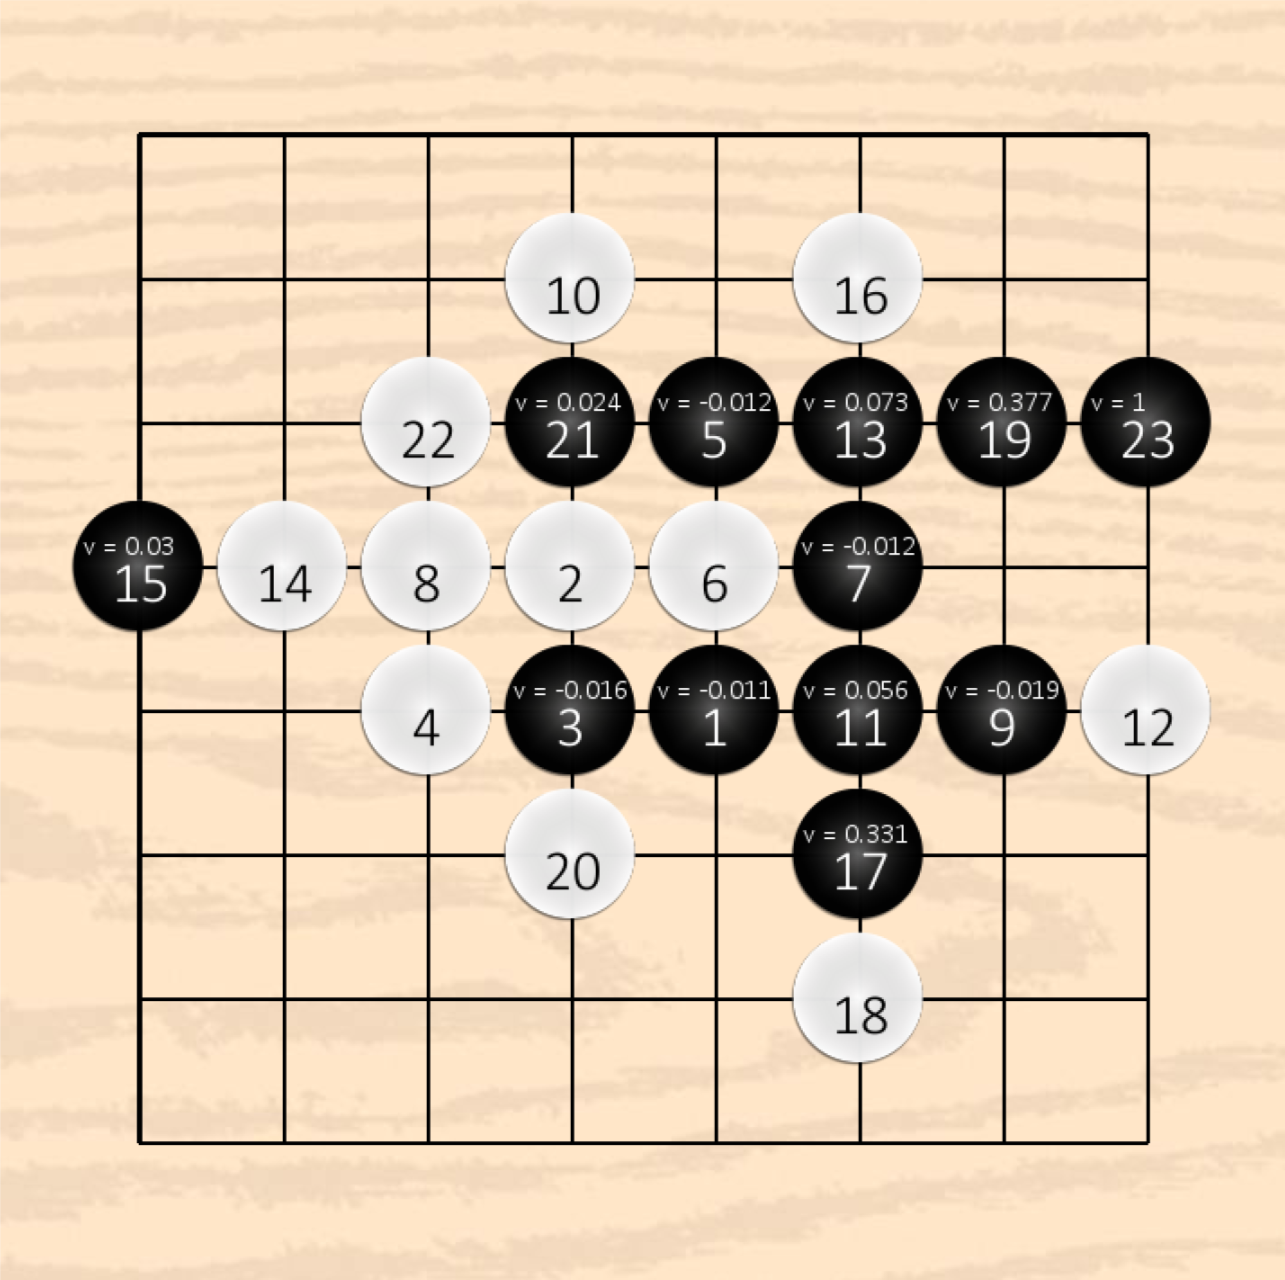 10
16
22
v = 0.024
21
v = -0.012
5
v = 0.073
13
v = 0.377
19
v = 1
23
v = 0.03
15
14
8
2
6
v = -0.012
7
4
v = -0.016
3
v = -0.011
1
v = 0.056
11
v = -0.019
9
12
20
v = 0.331
17
18